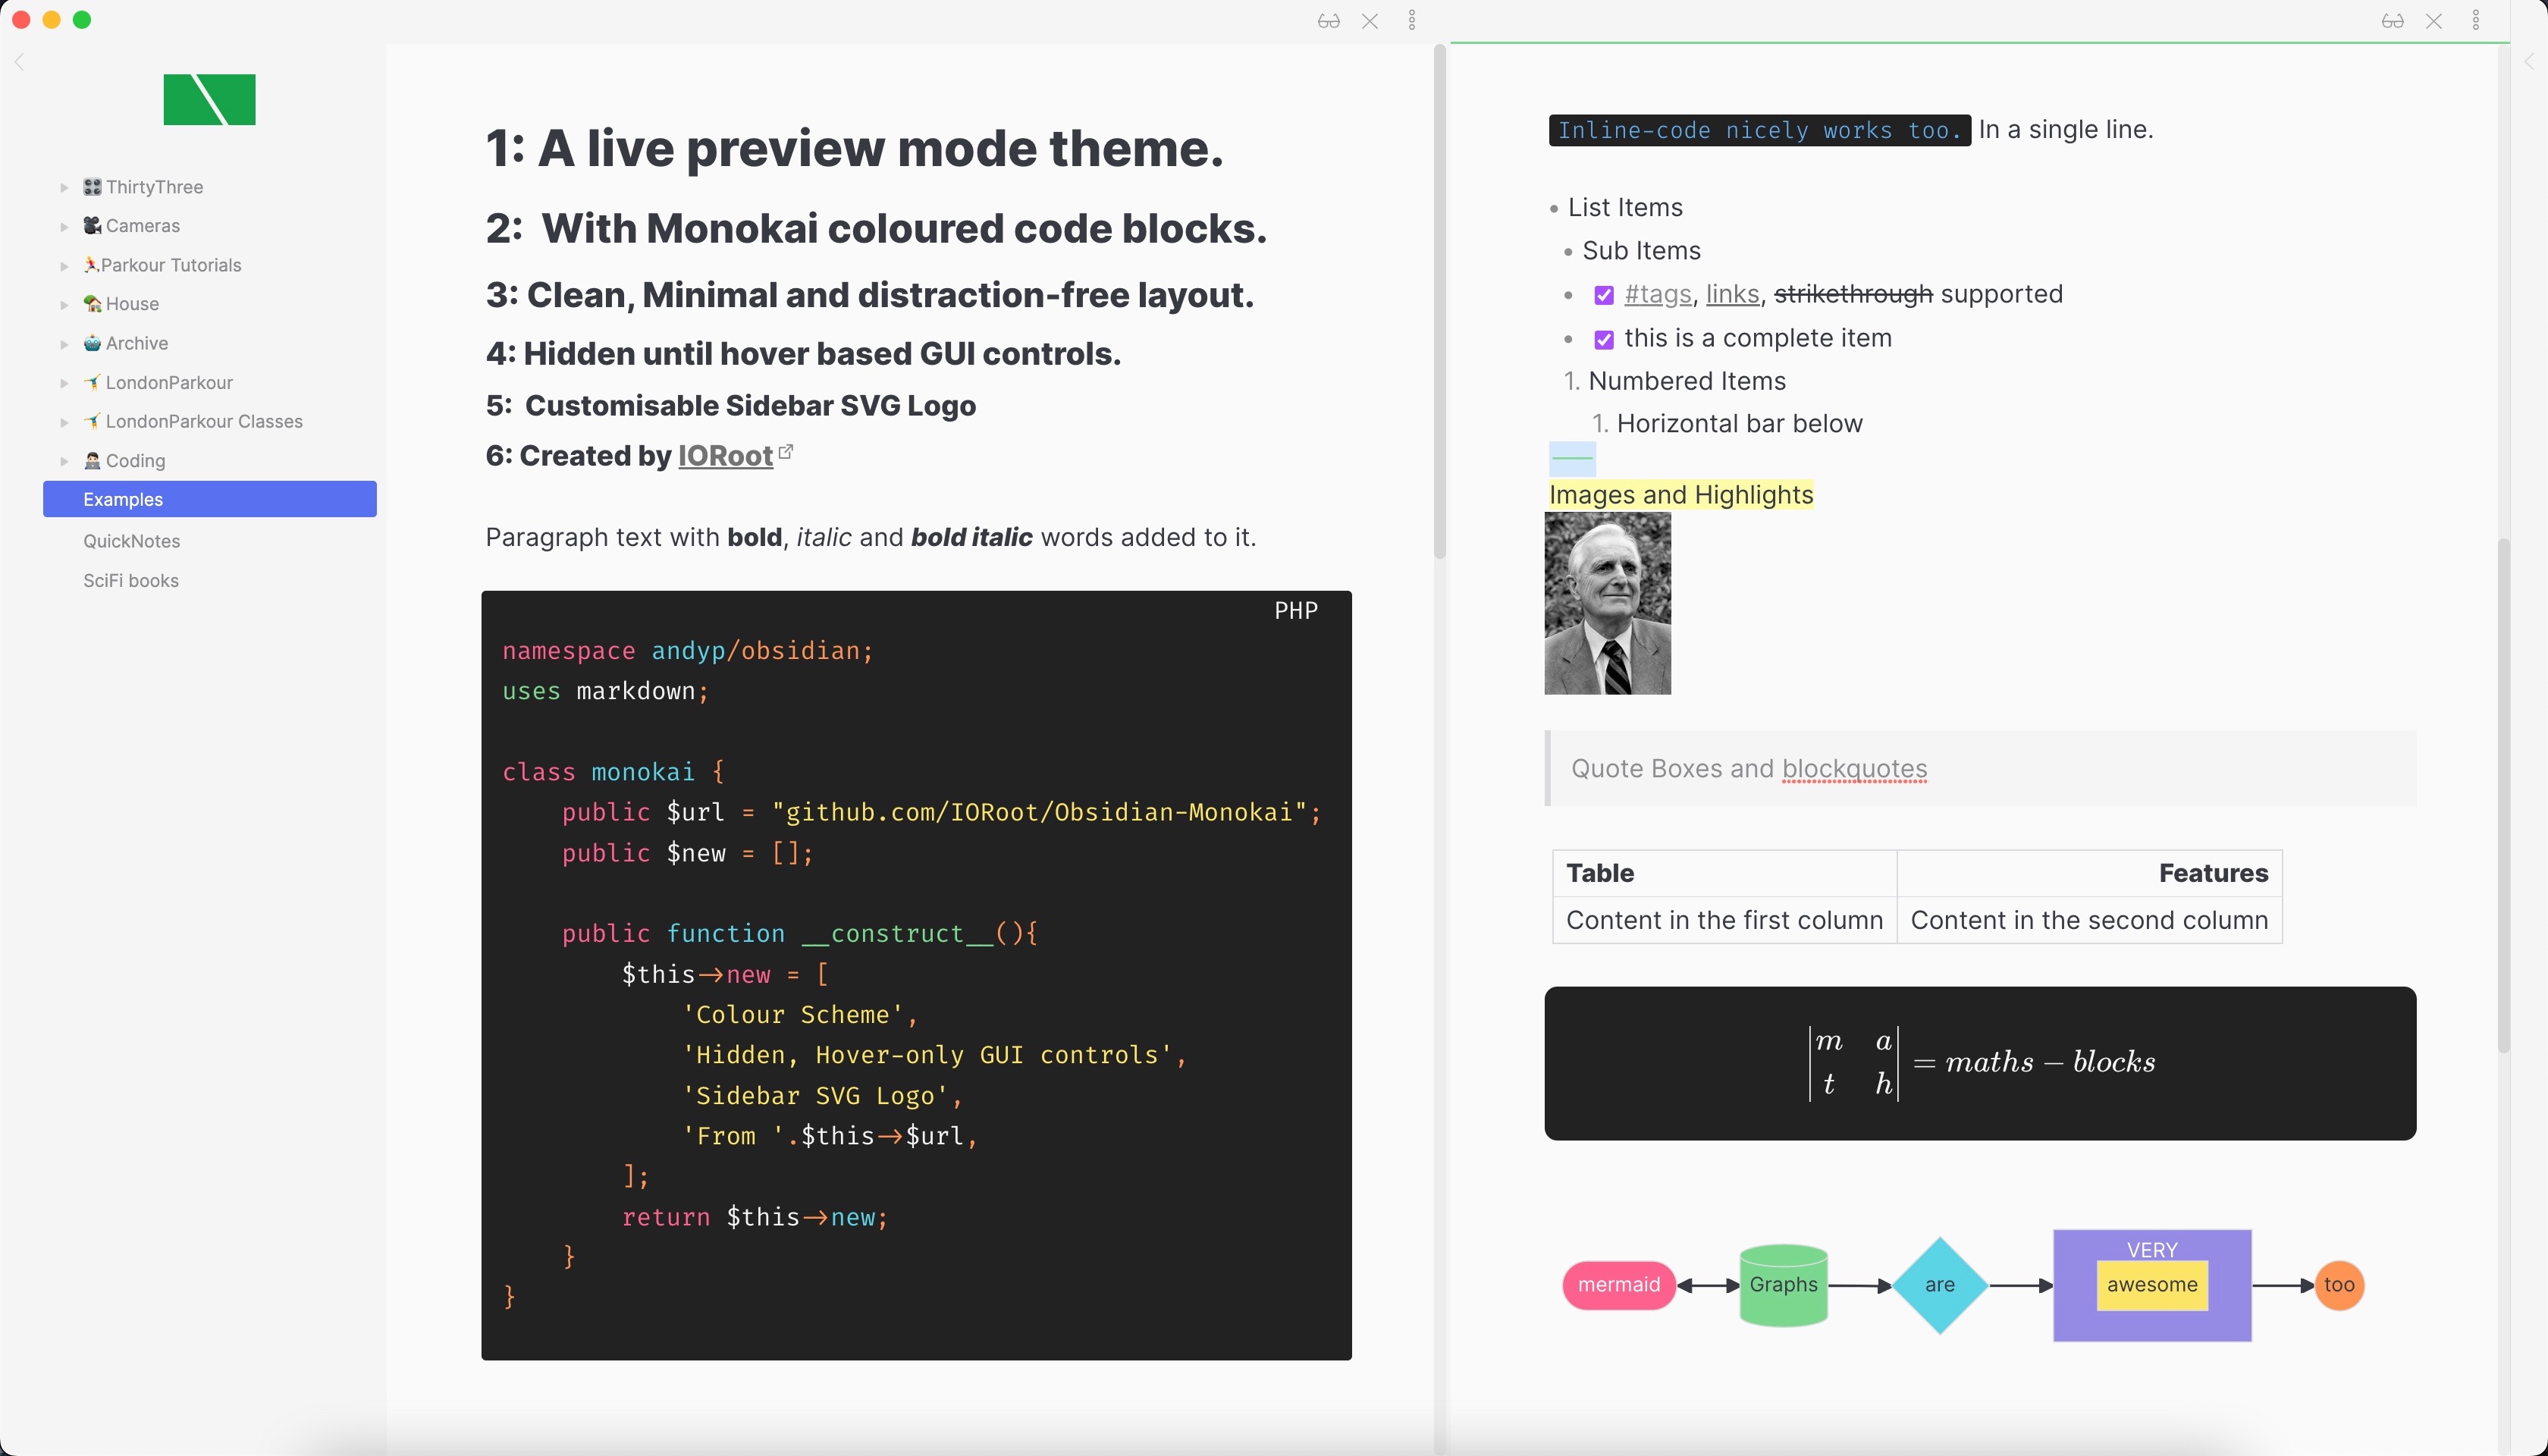 ThirtyThree
Cameras
Parkour Tutorials
House
Archive
LondonParkour
LondonParkour Classes
Coding
Examples
QuickNotes
SciFi books
1: A live preview mode theme.
2: With Monokai coloured code blocks.
3: Clean, Minimal and distraction-free layout.
4: Hidden until hover based GUI controls.
5: Customisable Sidebar SVG Logo
6: Created by IORoot
Paragraph text with bold, italic and bold italic words added to it.
PHP
namespace andyp/obsidian;
uses markdown;
class monokai {
public $url = "github.com/IORoot/Obsidian-Monokai";
public $new = [];
public function __construct__(){
$this->new = [
'Colour Scheme',
'Hidden, Hover-only GUI controls',
'Sidebar SVG Logo',
'From '.$this->$url,
];
return $this->new;
}
}
Inline-code nicely works too. In a single line.
• List Items
• Sub Items
• #tags, links, strikethrough supported
• this is a complete item
1. Numbered Items
1. Horizontal bar below
Images and Highlights
Quote Boxes and blockquotes
Table Features
Content in the first column Content in the second column
m a
t h
= maths − blocks
VERY
mermaid Graphs are awesome too